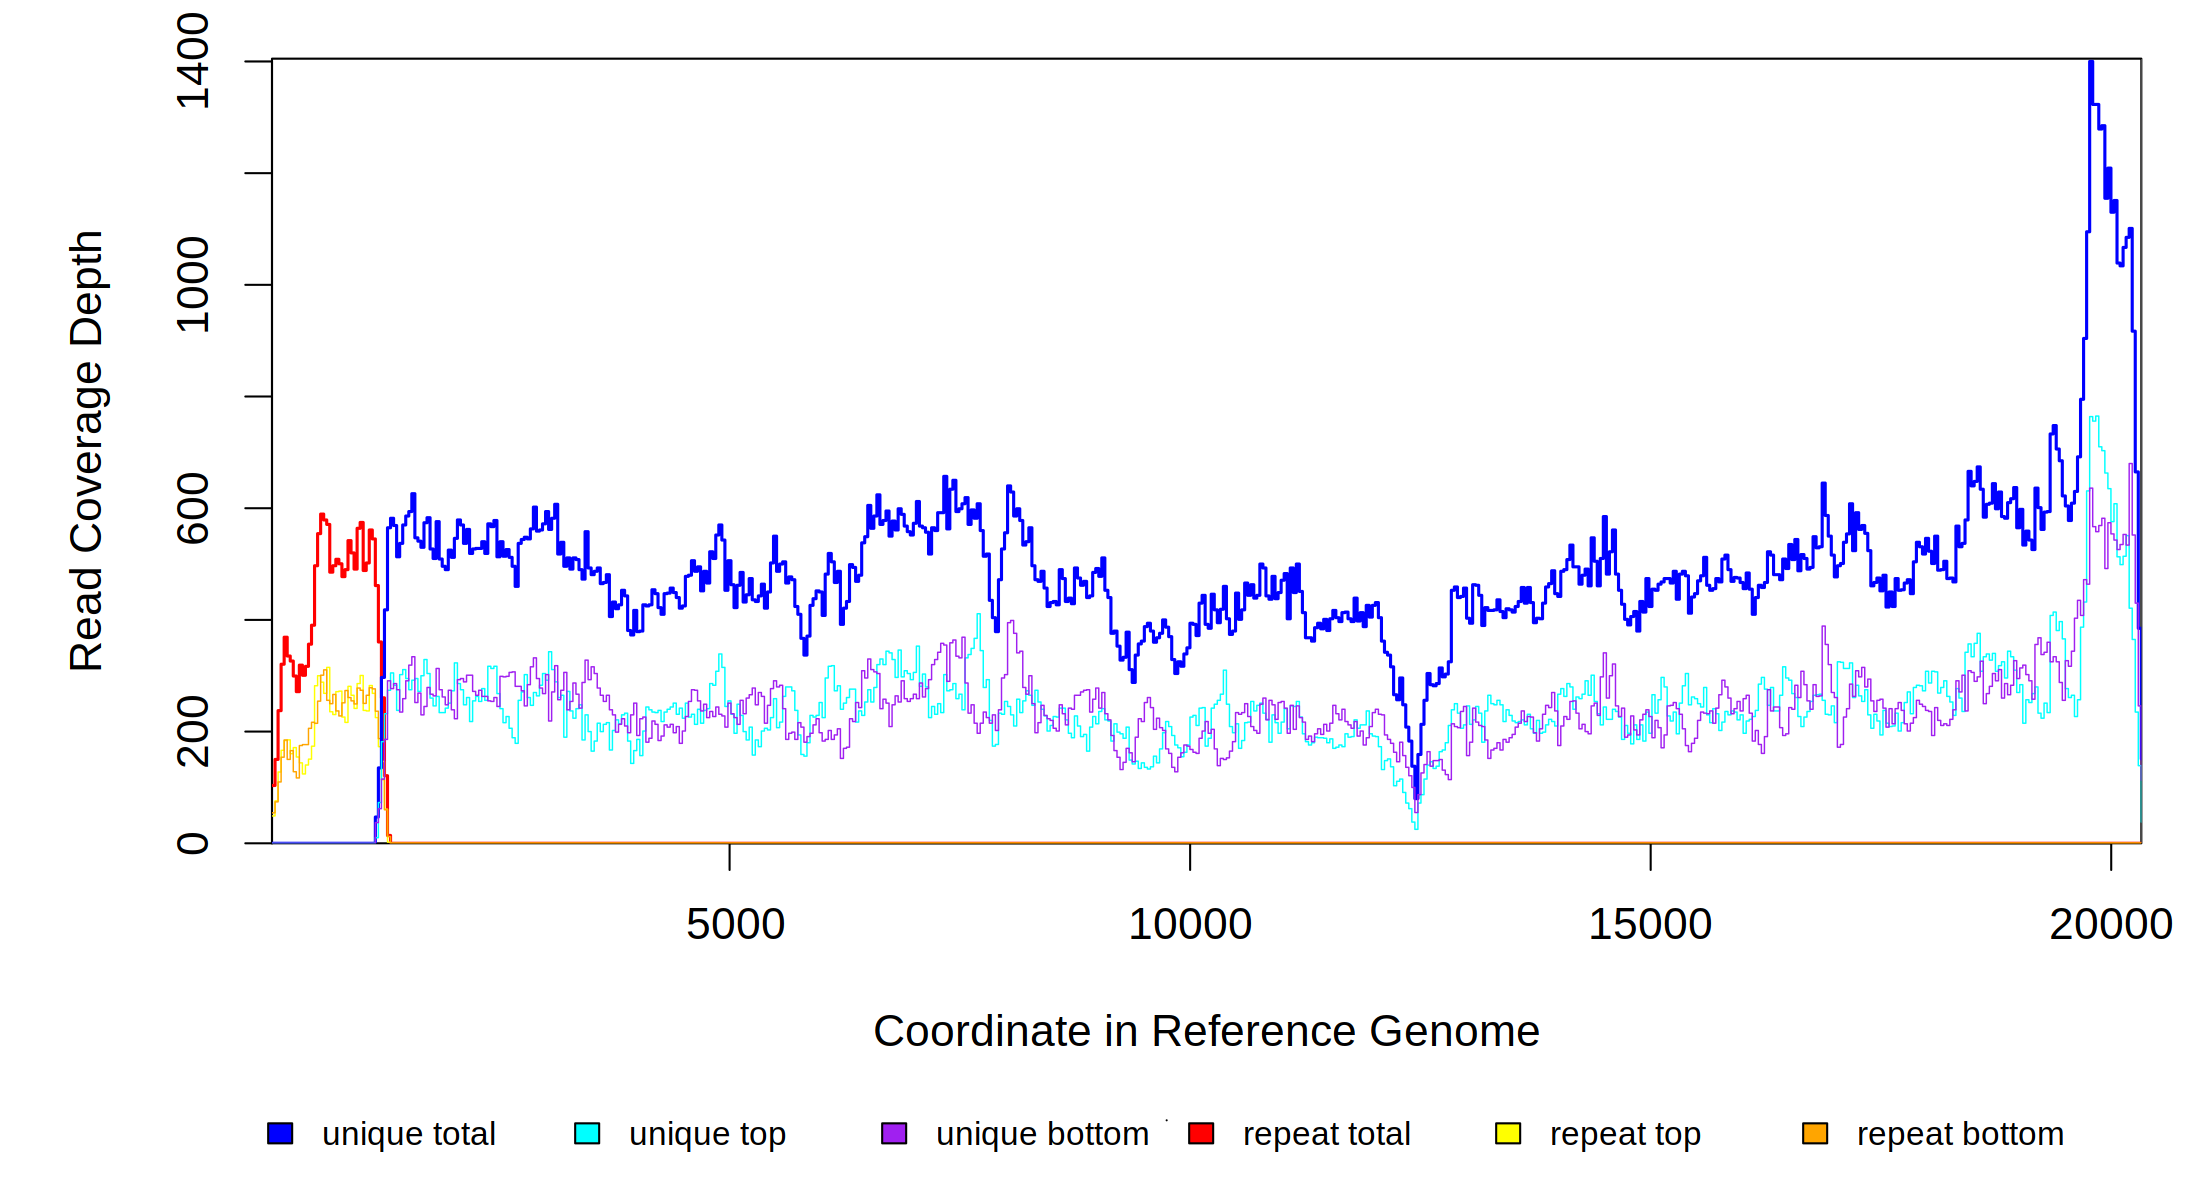 1400
1000
600
200
0
Read Coverage Depth
5000 10000 15000 20000
Coordinate in Reference Genome
unique total unique top unique bottom repeat total repeat top repeat bottom